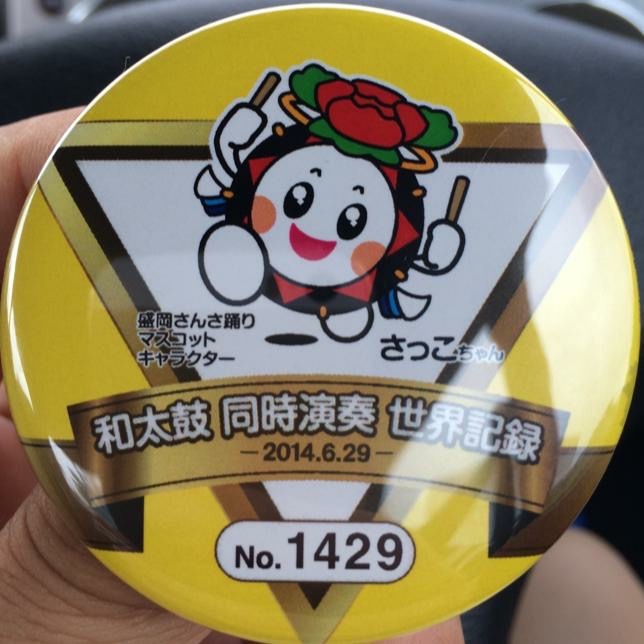 盛岡さんさ踊り
マスコット
キャラクター
さっこちゃん
和太鼓 同時演奏 世界記録
－2014.6.29－
No.1429